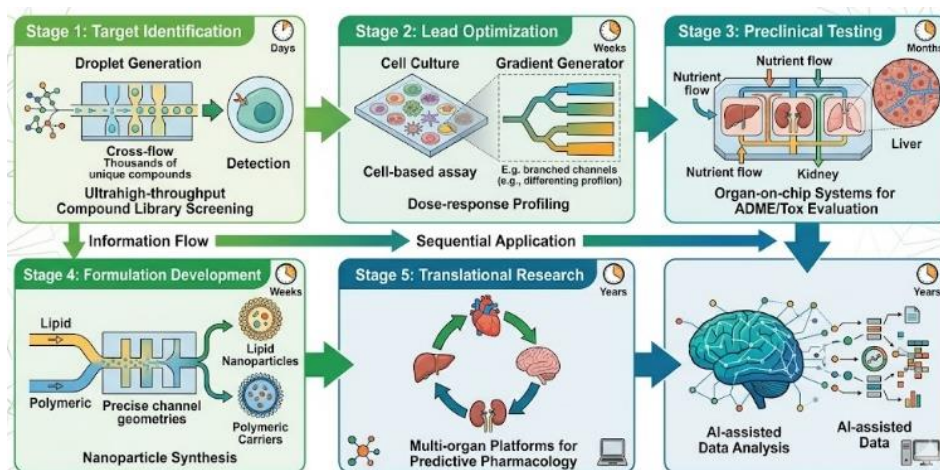 Stage 1: Target Identification
Days
Droplet Generation
Cross-flow
Thousands of
unique compounds
Detection
Ultrahigh-throughput
Compound Library Screening
Stage 2: Lead Optimization
Weeks
Cell Culture
Gradient Generator
Cell-based assay
E.g. branched channels
(e.g., differeting proflion)
Dose-response Profiling
Stage 3: Preclinical Testing
Months
Nutrient flow
Nutrient
flow
Nutrient flow
Kidney
Liver
Organ-on-chip Systems for
ADME/Tox Evaluation
Information Flow
Sequential Application
Stage 4: Formulation Development
Weeks
Lipid
Polymeric
Precise channel
geometries
Lipid
Nanoparticles
Polymeric
Carriers
Nanoparticle Synthesis
Stage 5: Translational Research
Years
Multi-organ Platforms for
Predictive Pharmacology
Years
AI-assisted
Data Analysis
AI-assisted
Data